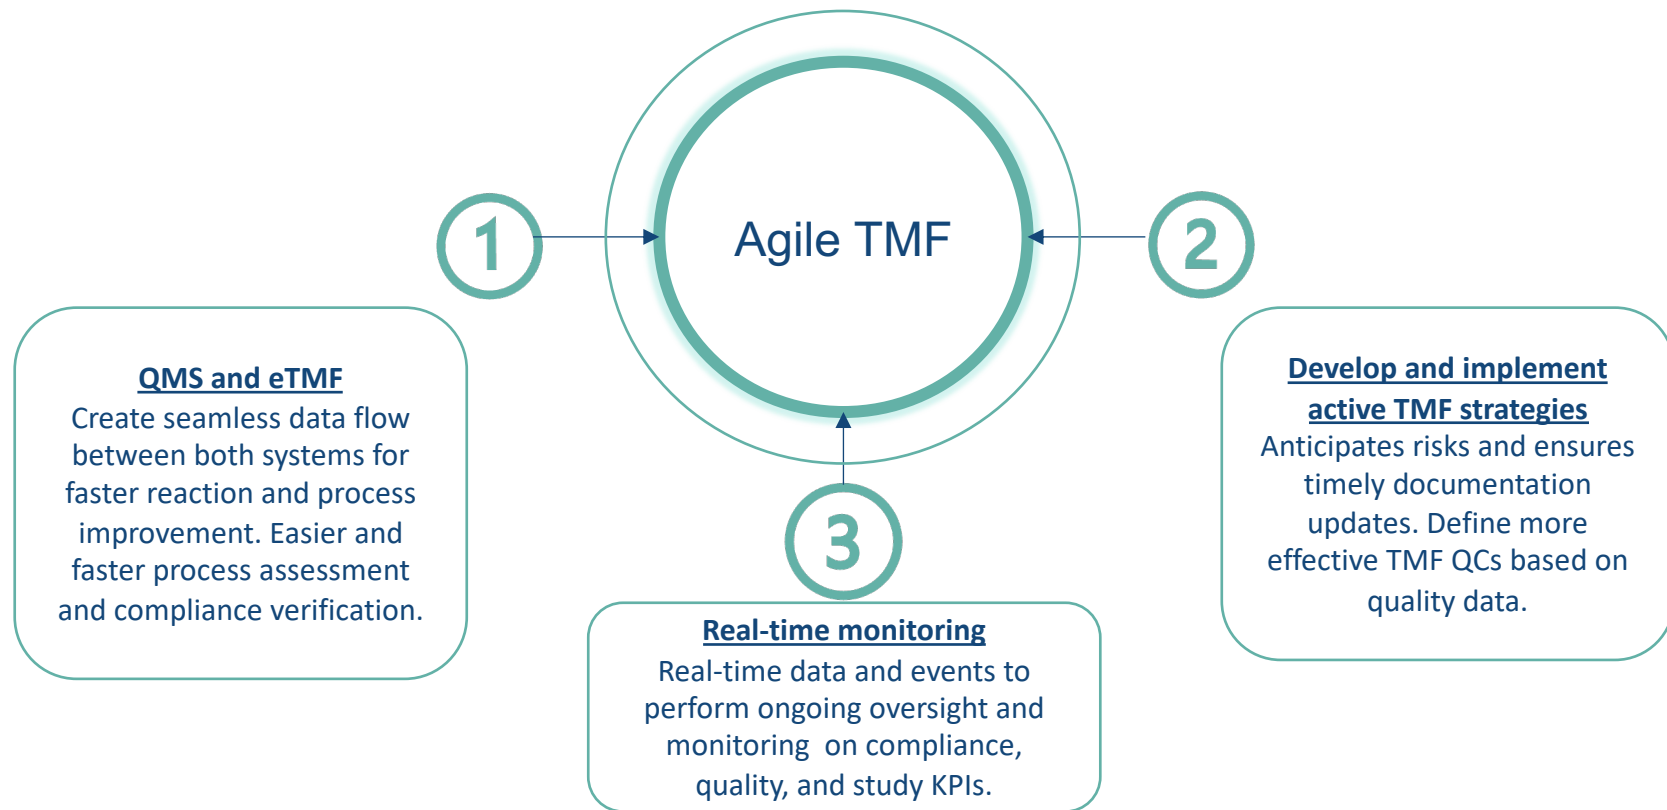 Agile TMF
1
QMS and eTMF
Create seamless data flow
between both systems for
faster reaction and process
improvement. Easier and
faster process assessment
and compliance verification.
2
Develop and implement
active TMF strategies
Anticipates risks and ensures
timely documentation
updates. Define more
effective TMF QCs based on
quality data.
3
Real-time monitoring
Real-time data and events to
perform ongoing oversight and
monitoring  on compliance,
quality, and study KPIs.